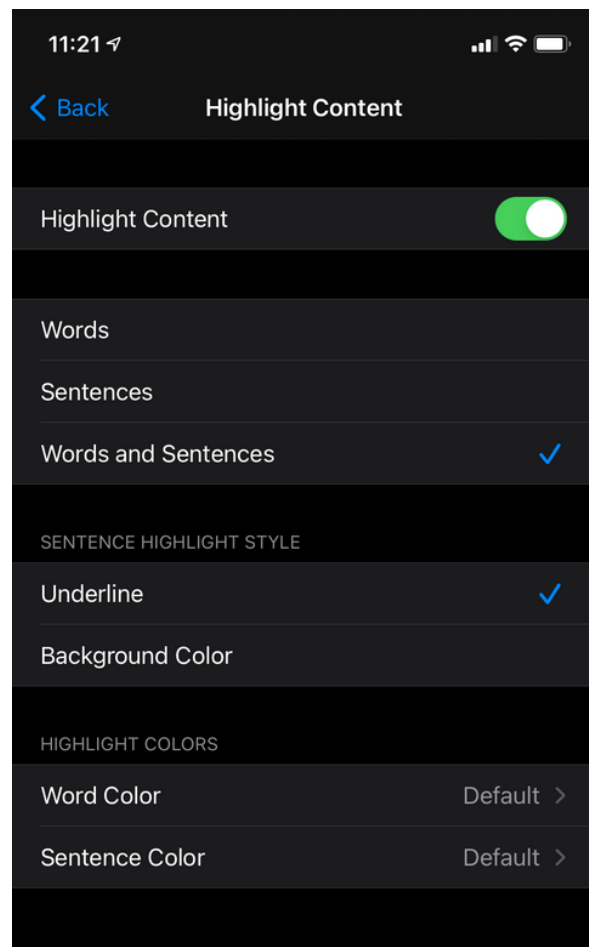 11:21
Back Highlight Content
Highlight Content
Words
Sentences
Words and Sentences
SENTENCE HIGHLIGHT STYLE
Underline
Background Color
HIGHLIGHT COLORS
Word Color Default
Sentence Color Default